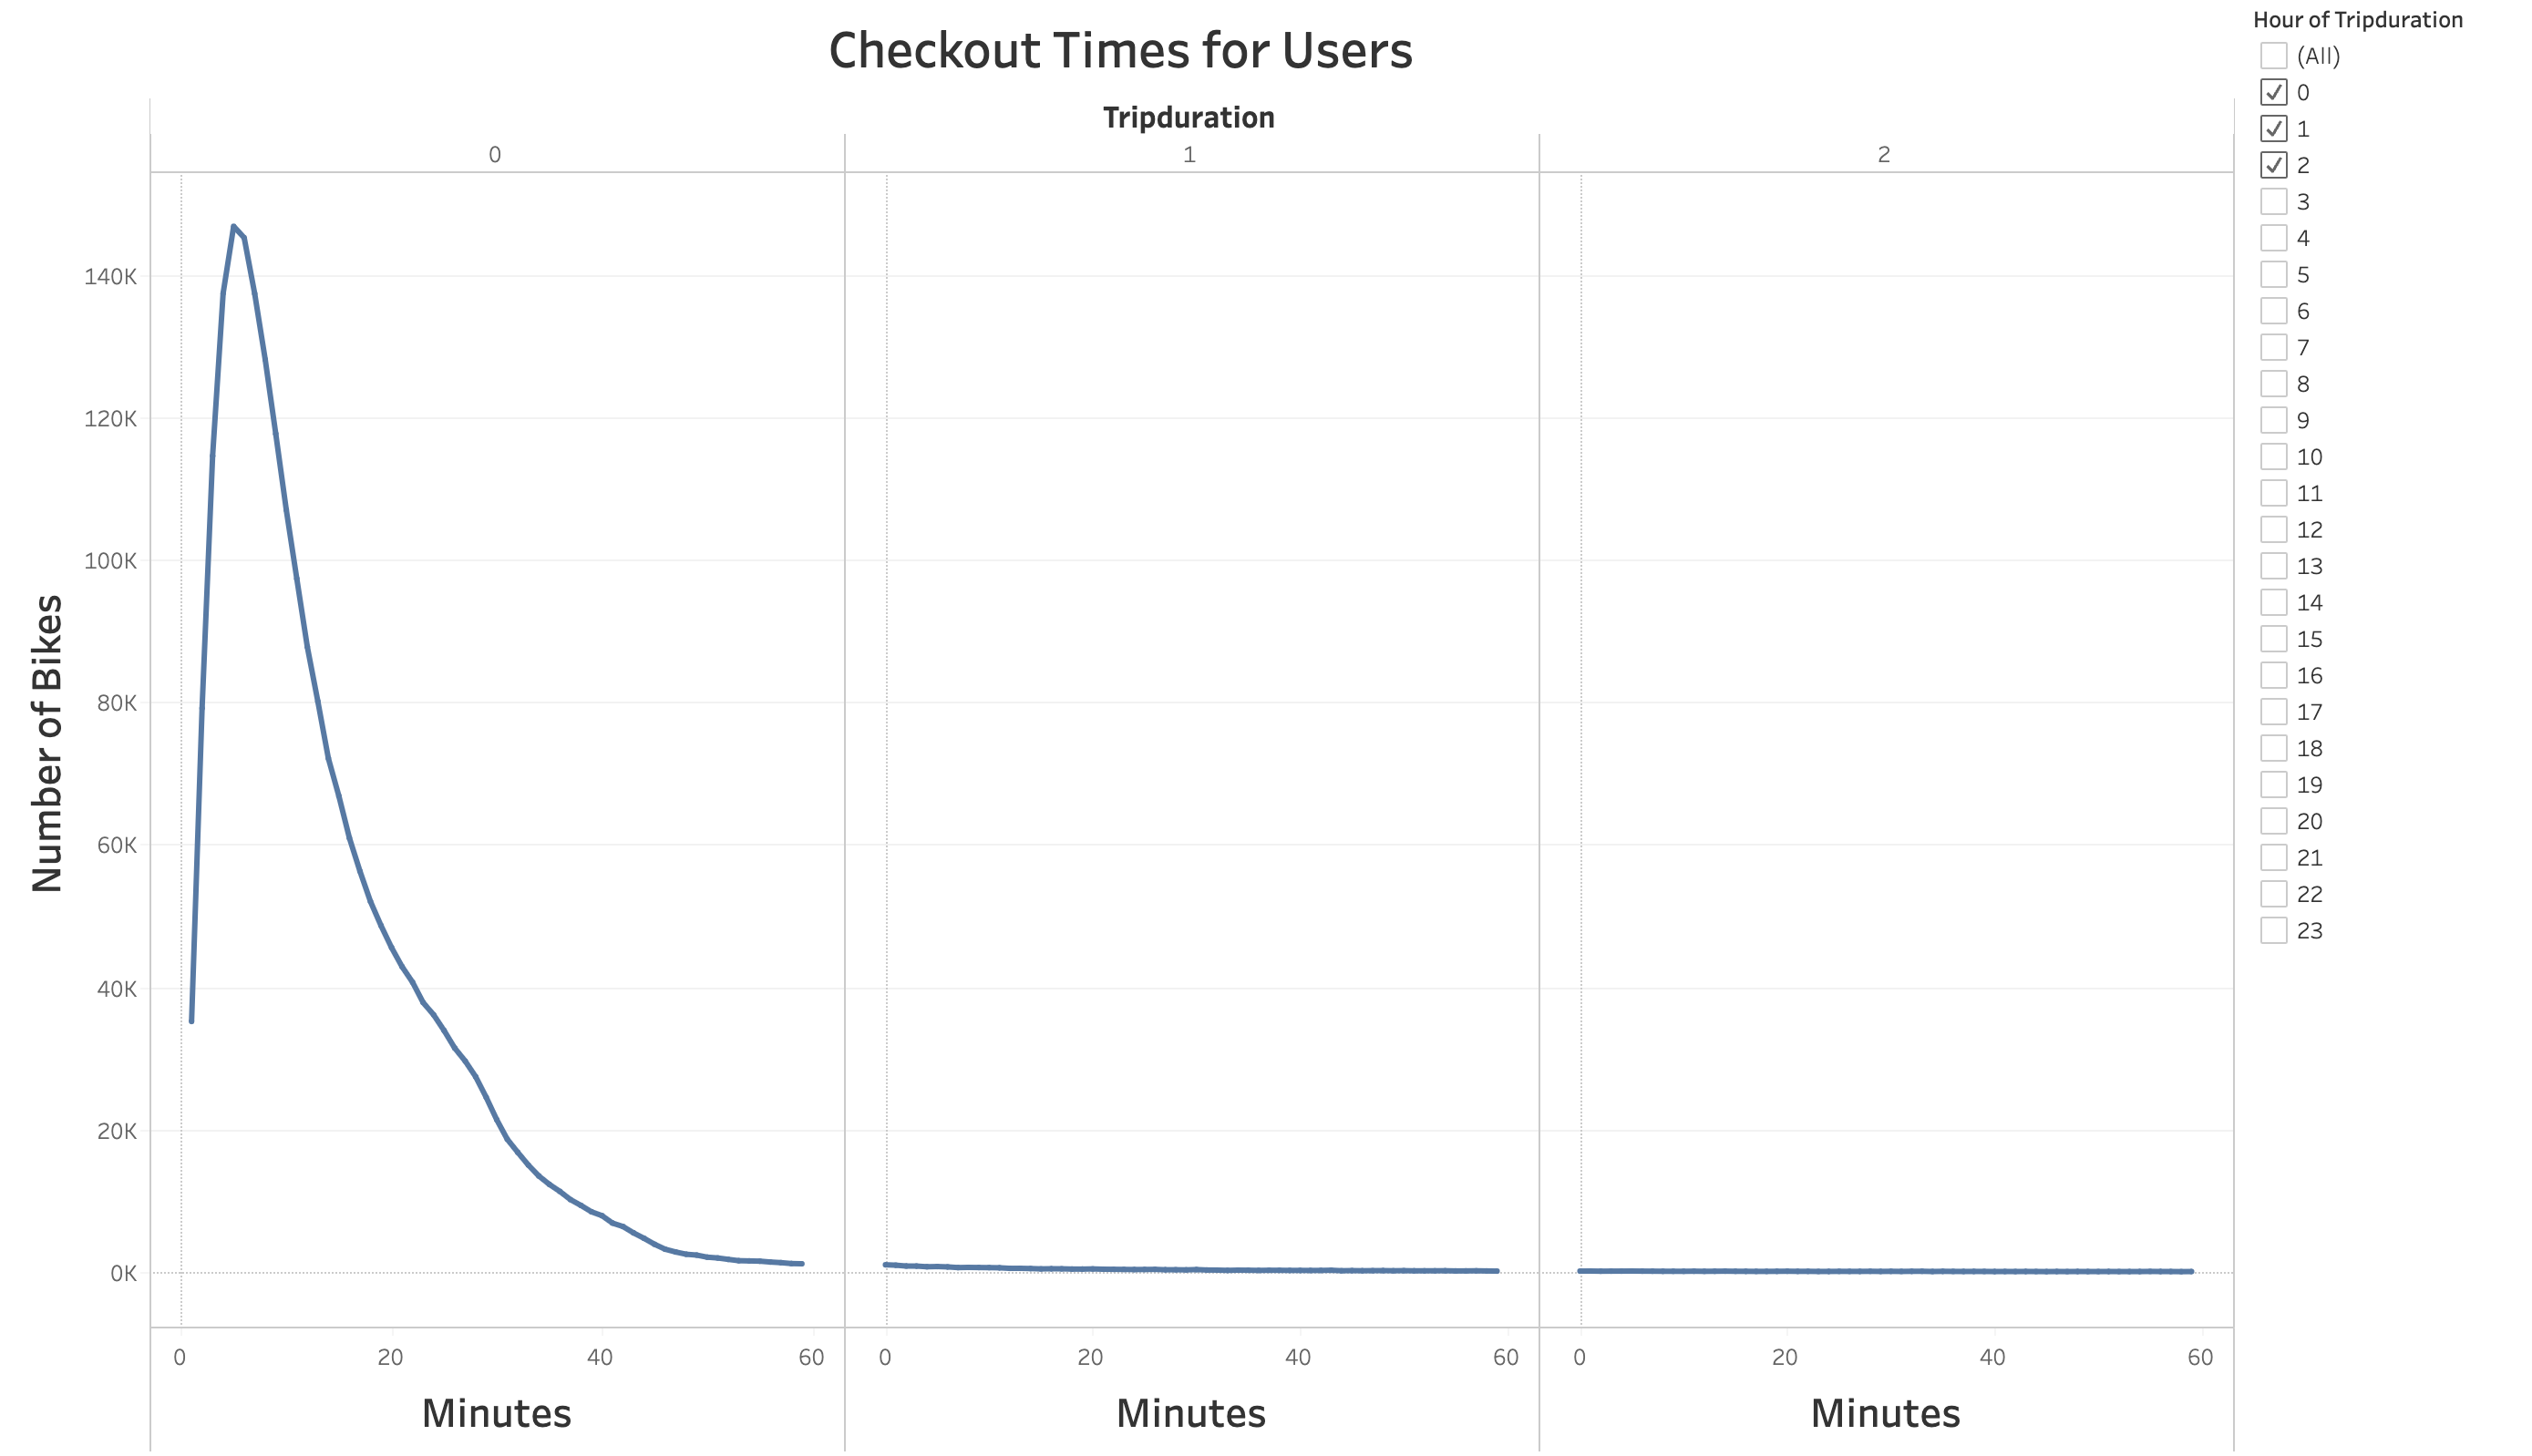 Checkout Times for Users
Tripduration
0 1 2
140K
120K
100K
80K
60K
40K
20K
0K
Number of Bikes
0 20 40 60 0 20 40 60 0 20 40 60
Minutes Minutes Minutes
Hour of Tripduration
(All)
0
1
2
3
4
5
6
7
8
9
10
11
12
13
14
15
16
17
18
19
20
21
22
23